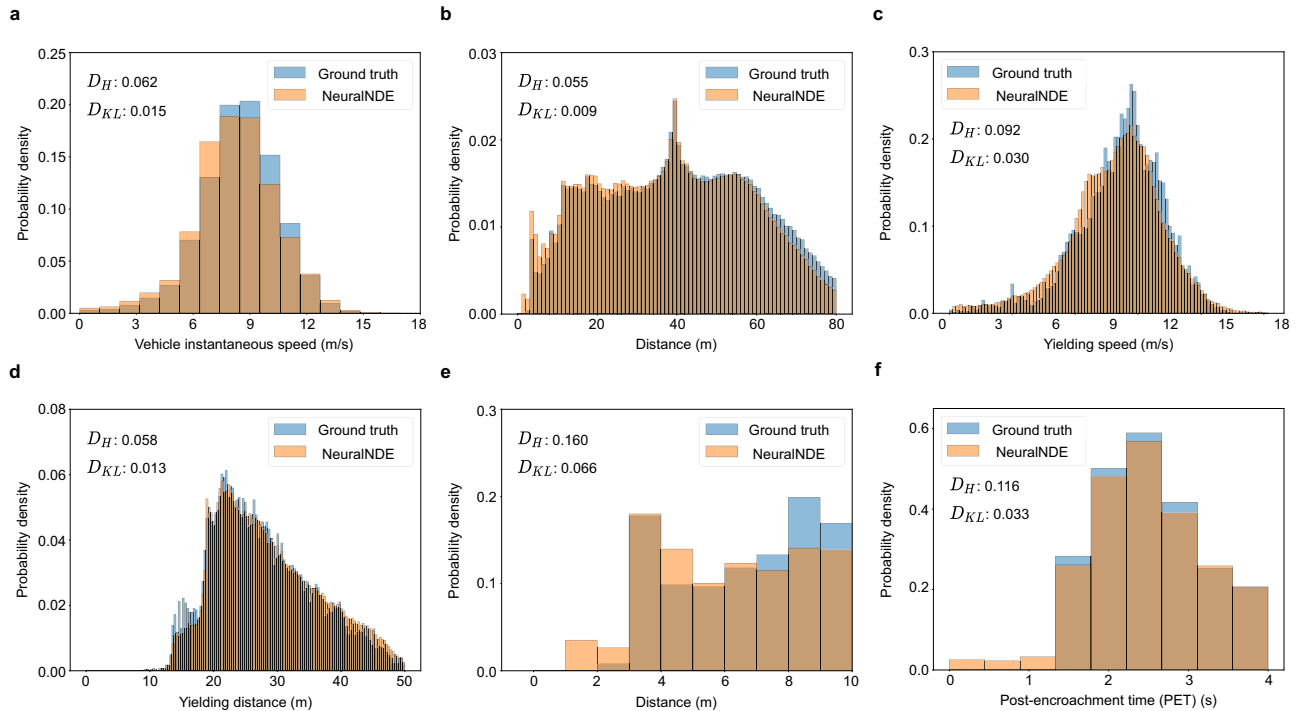 a
0.25
0.20
0.15
0.10
0.05
0.00
Probability density
D_H: 0.062
D_KL: 0.015
Ground truth
NeuralNDE
0 3 6 9 12 15 18
Vehicle instantaneous speed (m/s)
b
0.03
0.02
0.01
0.00
Probability density
D_H: 0.055
D_KL: 0.009
Ground truth
NeuralNDE
0 20 40 60 80
Distance (m)
c
0.3
0.2
0.1
0.0
Probability density
Ground truth
NeuralNDE
D_H: 0.092
D_KL: 0.030
3 6 9 12 15 18
Yielding speed (m/s)
d
0.08
0.06
0.04
0.02
0.00
Probability density
D_H: 0.058
D_KL: 0.013
Ground truth
NeuralNDE
0 10 20 30 40 50
Yielding distance (m)
e
0.3
0.2
0.1
0.0
Probability density
D_H: 0.160
D_KL: 0.066
Ground truth
NeuralNDE
0 2 4 6 8 10
Distance (m)
f
0.6
0.4
0.2
0.0
Probability density
Ground truth
NeuralNDE
D_H: 0.116
D_KL: 0.033
0 1 2 3 4
Post-encroachment time (PET) (s)